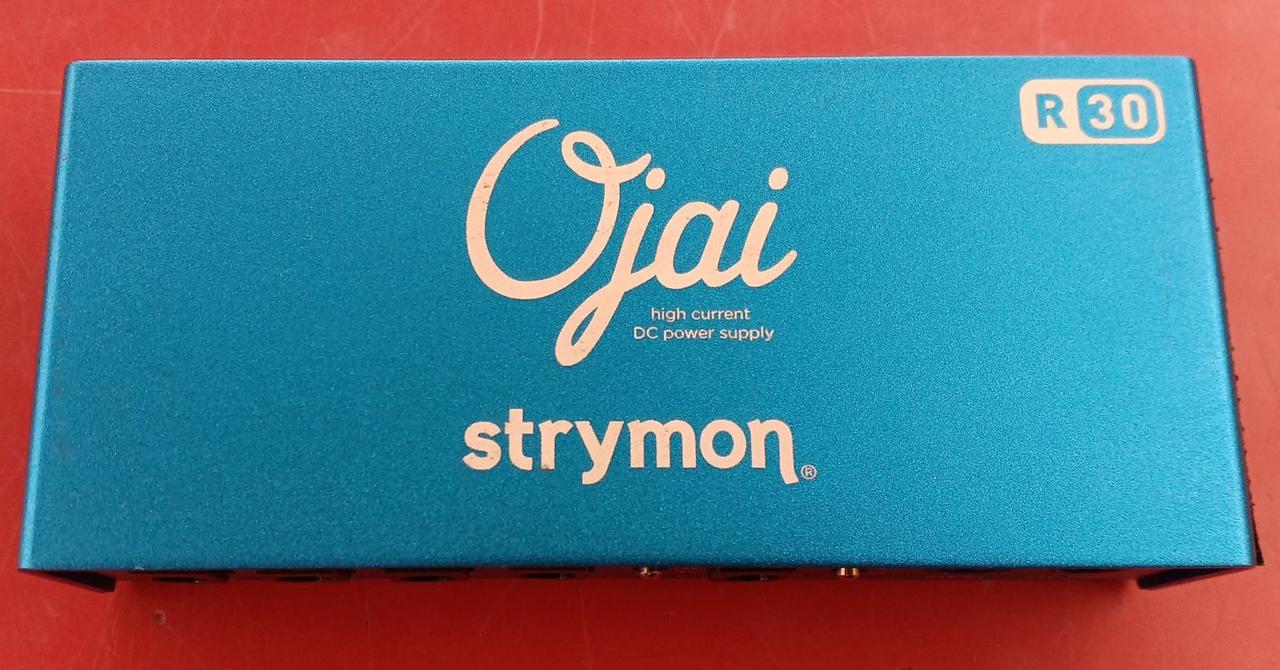 R 30
Ojai
high current
DC power supply
strymon®